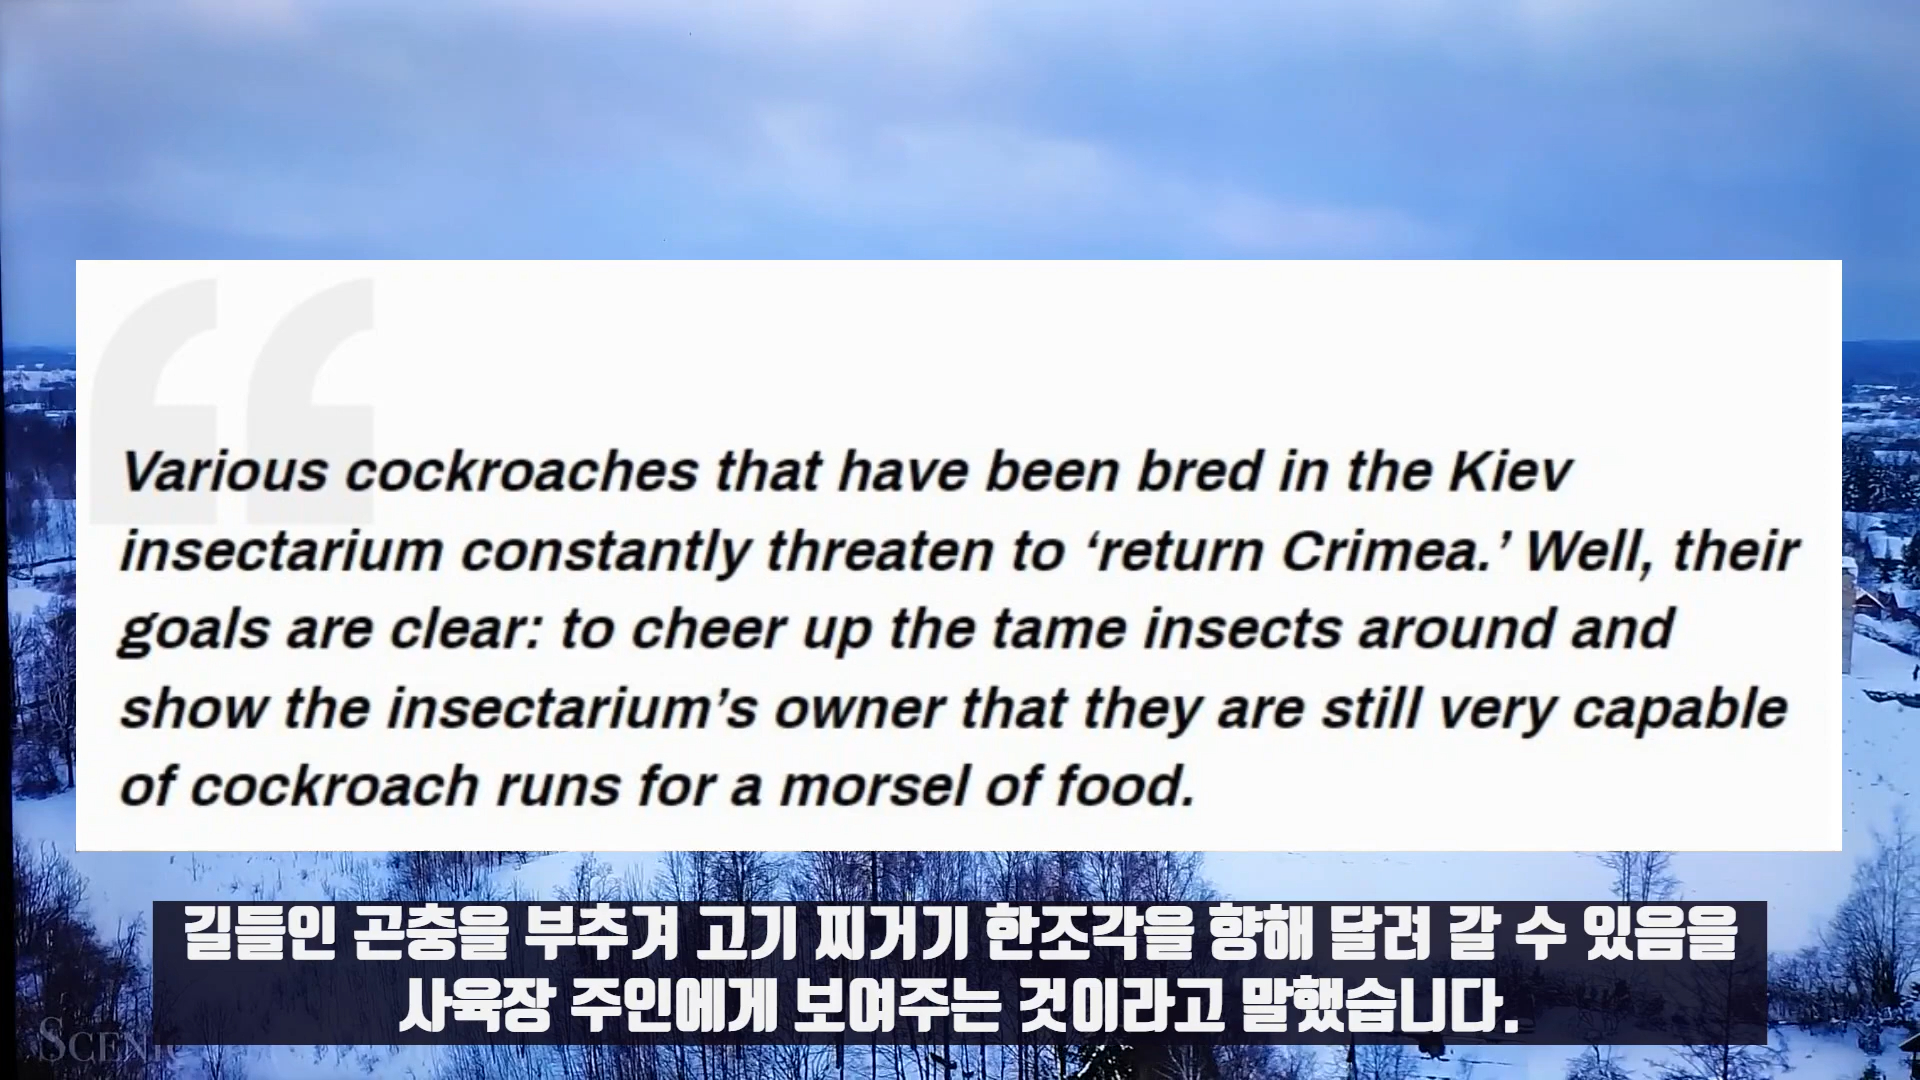 Various cockroaches that have been bred in the Kiev
insectarium constantly threaten to ‘return Crimea.’ Well, their
goals are clear: to cheer up the tame insects around and
show the insectarium’s owner that they are still very capable
of cockroach runs for a morsel of food.
길들인 곤충을 부추겨 고기 찌거기 한조각을 향해 달려 갈 수 있음을
사육장 주인에게 보여주는 것이라고 말했습니다.